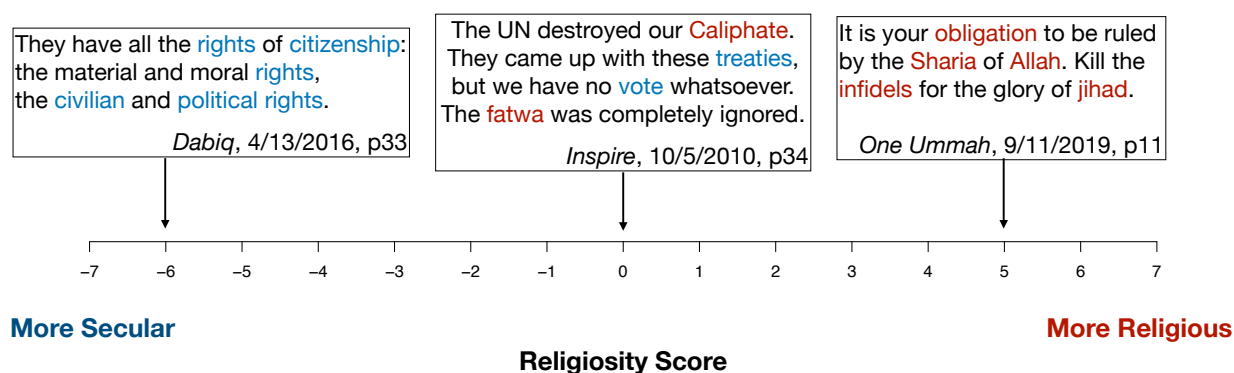 They have all the rights of citizenship:
the material and moral rights,
the civilian and political rights.
Dabiq, 4/13/2016, p33
The UN destroyed our Caliphate.
They came up with these treaties,
but we have no vote whatsoever.
The fatwa was completely ignored.
Inspire, 10/5/2010, p34
It is your obligation to be ruled
by the Sharia of Allah. Kill the
infidels for the glory of jihad.
One Ummah, 9/11/2019, p11
−7 −6 −5 −4 −3 −2 −1 0 1 2 3 4 5 6 7
More Secular
More Religious
Religiosity Score